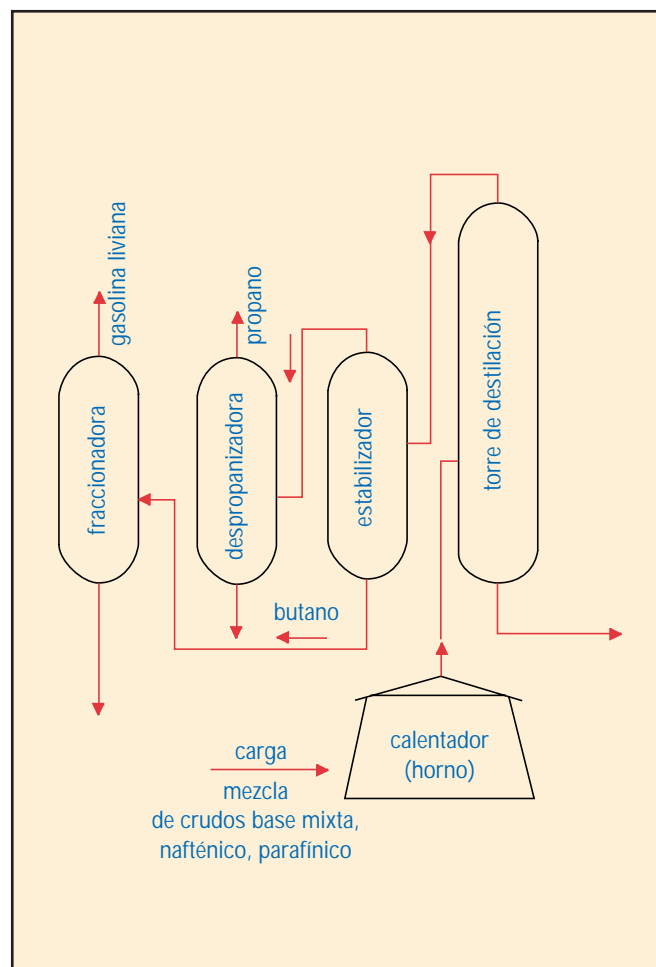 gasolina liviana
propano
fraccionadora
despropanizadora
estabilizador
torre de destilación
butano
calentador
(horno)
carga
mezcla
de crudos base mixta,
nafténico, parafínico